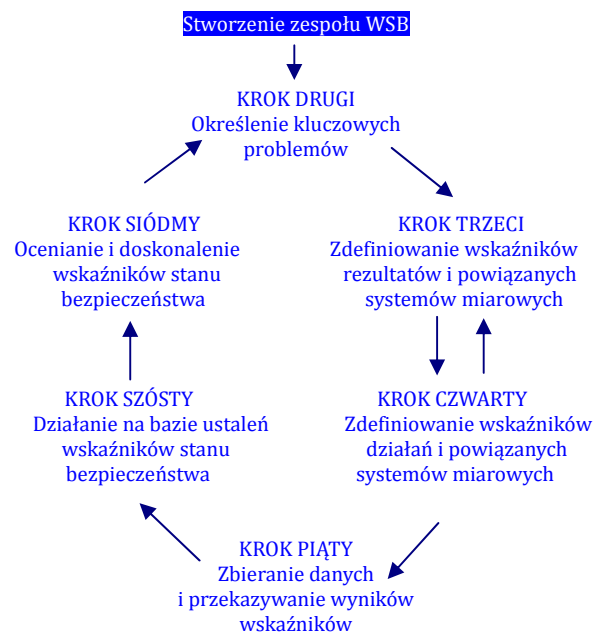 Stworzenie zespołu WSB
KROK DRUGI
Określenie kluczowych
problemów
KROK TRZECI
Zdefiniowanie wskaźników
rezultatów i powiązanych
systemów miarowych
KROK CZWARTY
Zdefiniowanie wskaźników
działań i powiązanych
systemów miarowych
KROK PIĄTY
Zbieranie danych
i przekazywanie wyników
wskaźników
KROK SZÓSTY
Działanie na bazie ustaleń
wskaźników stanu
bezpieczeństwa
KROK SIÓDMY
Ocenianie i doskonalenie
wskaźników stanu
bezpieczeństwa